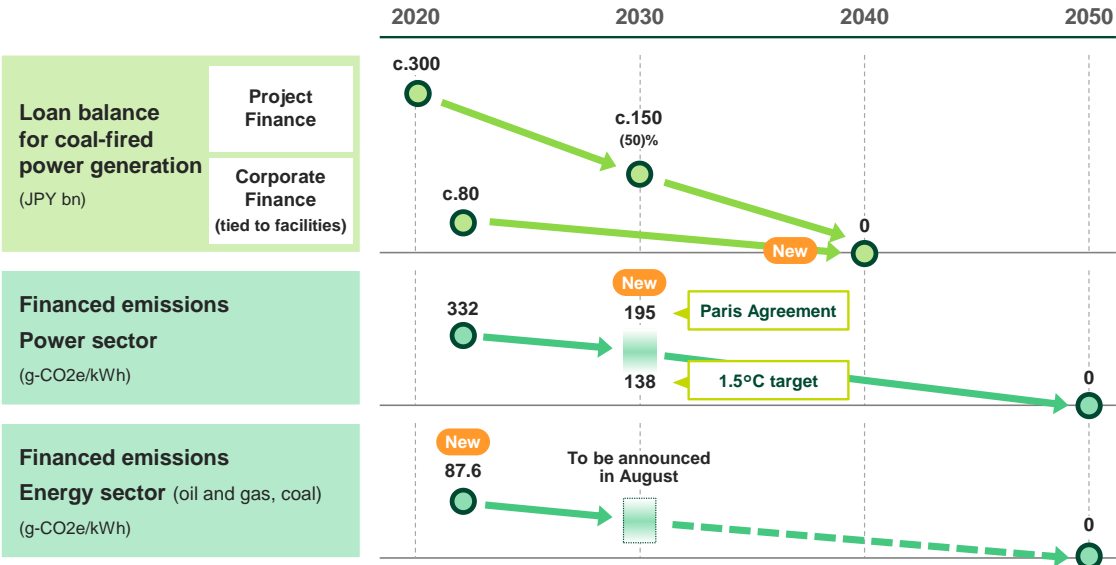 2020 2030 2040 2050
Loan balance
for coal-fired
power generation
(JPY bn)
Project
Finance
Corporate
Finance
(tied to facilities)
c.300
c.150
(50)%
c.80
0
New
Financed emissions
Power sector
(g-CO2e/kWh)
332
New
195
Paris Agreement
138
1.5°C target
0
Financed emissions
Energy sector (oil and gas, coal)
(g-CO2e/kWh)
New
87.6
To be announced
in August
0